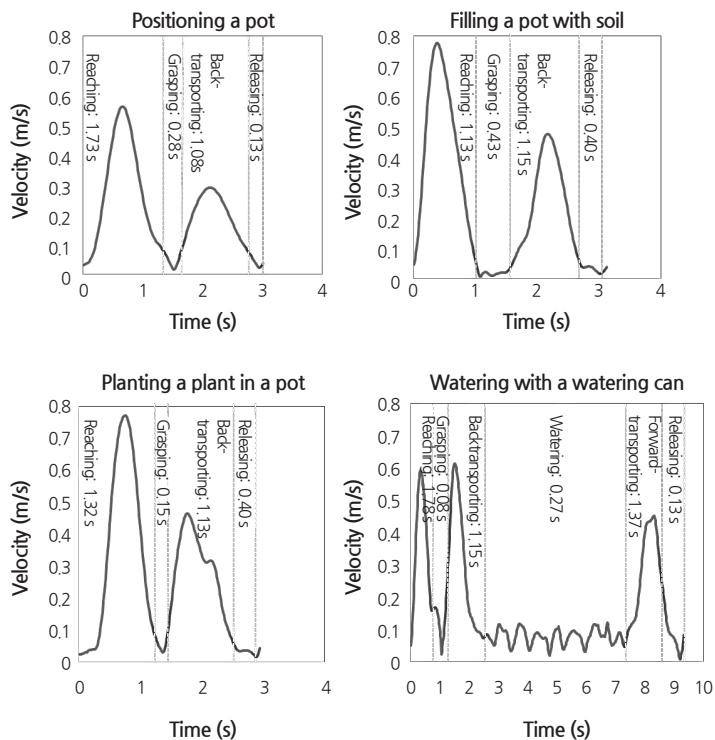 Positioning a pot
Velocity (m/s)
0.8
0.7
0.6
0.5
0.4
0.3
0.2
0.1
0
Reaching: 1.73 s
Grasping: 0.28s
Back-
transporting: 1.08s
Releasing: 0.13 s
0 1 2 3 4
Time (s)
Filling a pot with soil
Velocity (m/s)
0.8
0.7
0.6
0.5
0.4
0.3
0.2
0.1
0
Reaching: 1.13 s
Grasping: 0.43s
Back-
transporting: 1.15 s
Releasing: 0.40 s
0 1 2 3 4
Time (s)
Planting a plant in a pot
Velocity (m/s)
0.8
0.7
0.6
0.5
0.4
0.3
0.2
0.1
0
Reaching: 1.32 s
Grasping: 0.15 s
Back-
transporting: 1.13s
Releasing: 0.40 s
0 1 2 3 4
Time (s)
Watering with a watering can
Velocity (m/s)
0.8
0.7
0.6
0.5
0.4
0.3
0.2
0.1
0
Reaching: 1.78s
Grasping: 0.08 s
Backtransporting: 1.15 s
Watering: 0.27 s
Forward-
transporting: 1.37 s
Releasing: 0.13 s
0 1 2 3 4 5 6 7 8 9 10
Time (s)